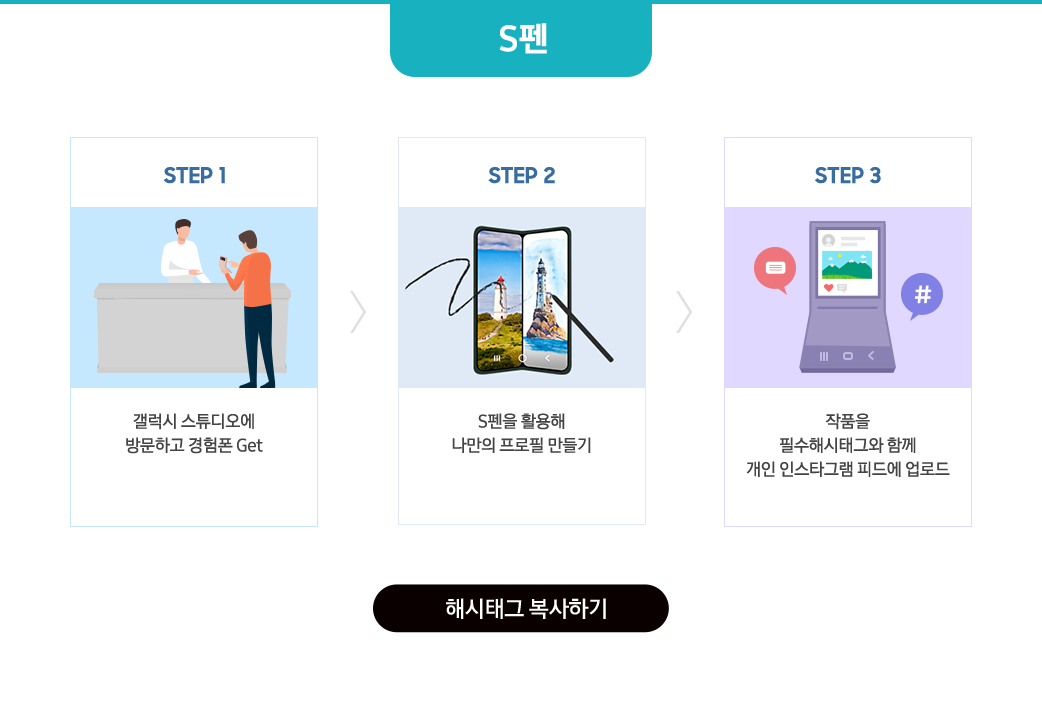 S펜
STEP 1
갤럭시 스튜디오에
방문하고 경험폰 Get
STEP 2
S펜을 활용해
나만의 프로필 만들기
STEP 3
#
작품을
필수해시태그와 함께
개인 인스타그램 피드에 업로드
해시태그 복사하기